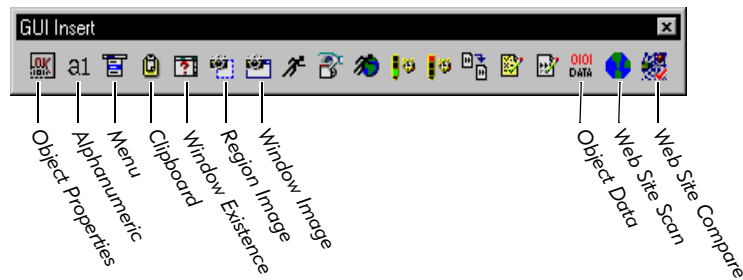 GUI Insert
OK
a1
?
0101
DATA
Object Properties
Alphanumeric
Menu
Clipboard
Window Existence
Region Image
Window Image
Object Data
Web Site Scan
Web Site Compare